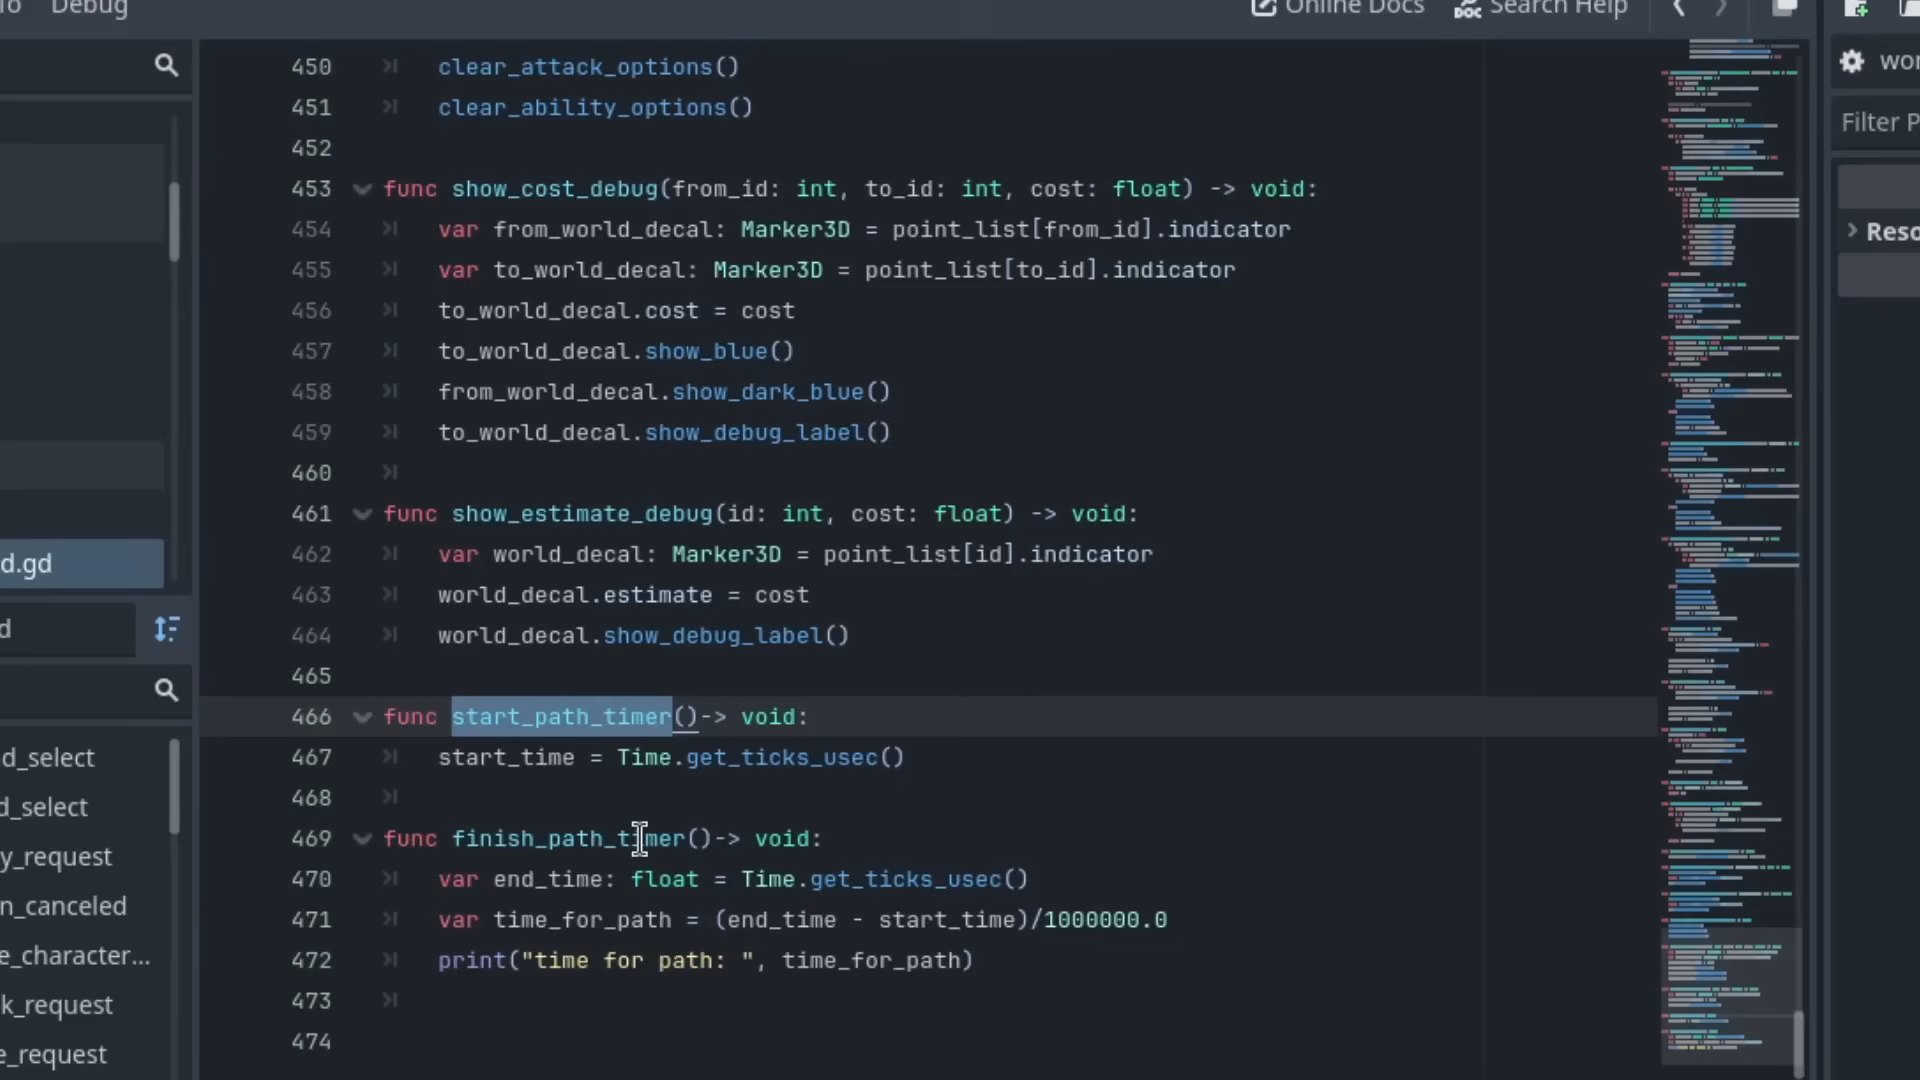 Debug
Online Docs
Search Help
450 clear_attack_options()
451 clear_ability_options()
452
453 func show_cost_debug(from_id: int, to_id: int, cost: float) -> void:
454 var from_world_decal: Marker3D = point_list[from_id].indicator
455 var to_world_decal: Marker3D = point_list[to_id].indicator
456 to_world_decal.cost = cost
457 to_world_decal.show_blue()
458 from_world_decal.show_dark_blue()
459 to_world_decal.show_debug_label()
460
461 func show_estimate_debug(id: int, cost: float) -> void:
462 var world_decal: Marker3D = point_list[id].indicator
463 world_decal.estimate = cost
464 world_decal.show_debug_label()
465
466 func start_path_timer()-> void:
467 start_time = Time.get_ticks_usec()
468
469 func finish_path_timer()-> void:
470 var end_time: float = Time.get_ticks_usec()
471 var time_for_path = (end_time - start_time)/1000000.0
472 print("time for path: ", time_for_path)
473
474
d.gd
d
d_select
d_select
y_request
n_canceled
e_character...
k_request
e_request
wor
Filter P
Reso